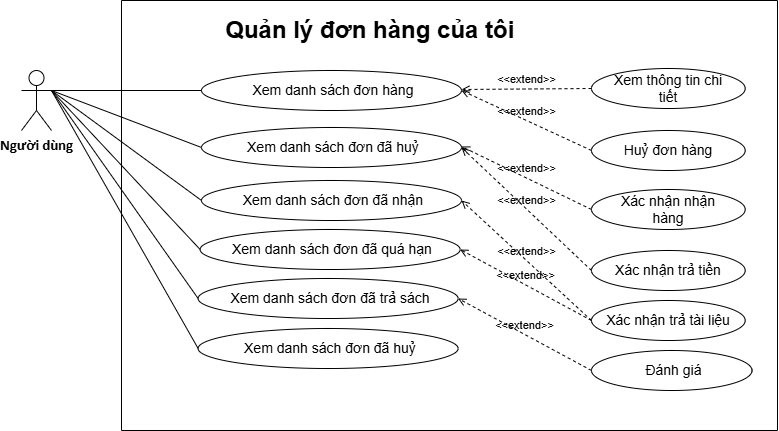 Quản lý đơn hàng của tôi
Người dùng
Xem danh sách đơn hàng
<<extend>>
Xem thông tin chi
tiết
<<extend>>
Huỷ đơn hàng
Xem danh sách đơn đã huỷ
<<extend>>
Xác nhận nhận
hàng
Xem danh sách đơn đã nhận
<<extend>>
Xác nhận trả tiền
Xem danh sách đơn đã quá hạn
<<extend>>
<<extend>>
Xem danh sách đơn đã trả sách
<<extend>>
Xác nhận trả tài liệu
Xem danh sách đơn đã huỷ
Đánh giá